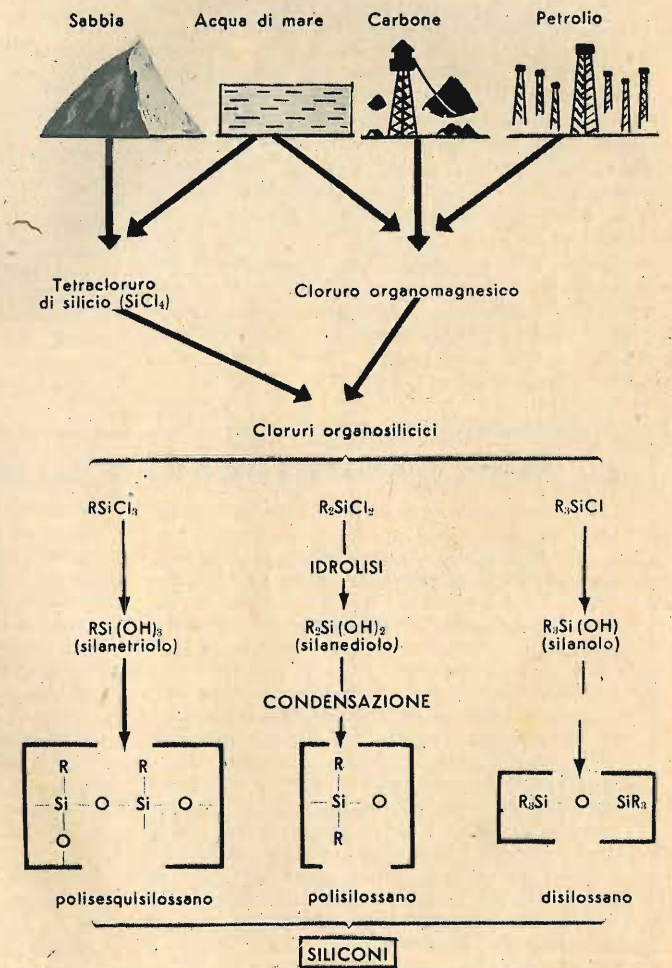 Sabbia Acqua di mare Carbone Petrolio
Tetracloruro
di silicio (SiCl₄)
Cloruro organomagnesico
Cloruri organosilicici
RSiCl₃ R₂SiCl₂ R₃SiCl
IDROLISI
RSi(OH)₃ R₂Si(OH)₂ R₃Si(OH)
(silanetriolo) (silanediolo) (silanolo)
CONDENSAZIONE
R R R
Si O Si O Si O R₃Si O SiR₃
O R
polisesquisilossano polisilossano disilossano
SILICONI